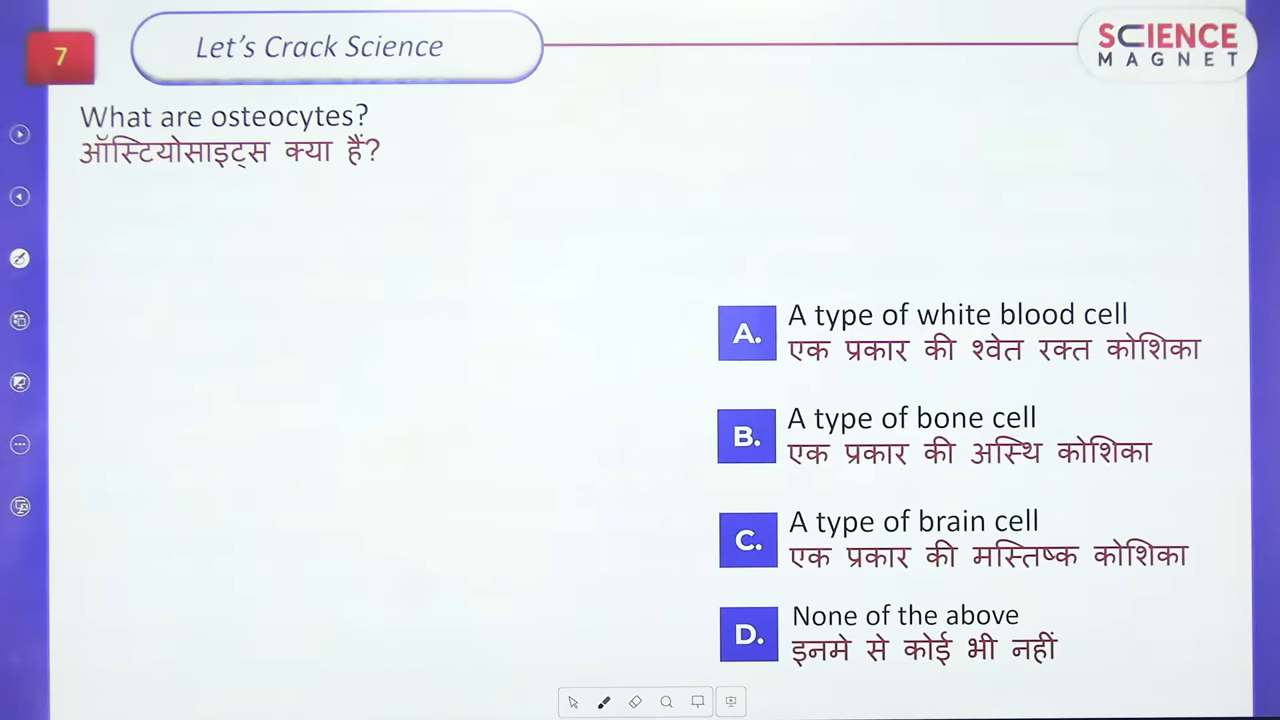 7
Let's Crack Science
SCIENCE
MAGNET
What are osteocytes?
ऑस्टियोसाइट्स क्या हैं?
A.
A type of white blood cell
एक प्रकार की श्वेत रक्त कोशिका
B.
A type of bone cell
एक प्रकार की अस्थि कोशिका
C.
A type of brain cell
एक प्रकार की मस्तिष्क कोशिका
D.
None of the above
इनमे से कोई भी नहीं